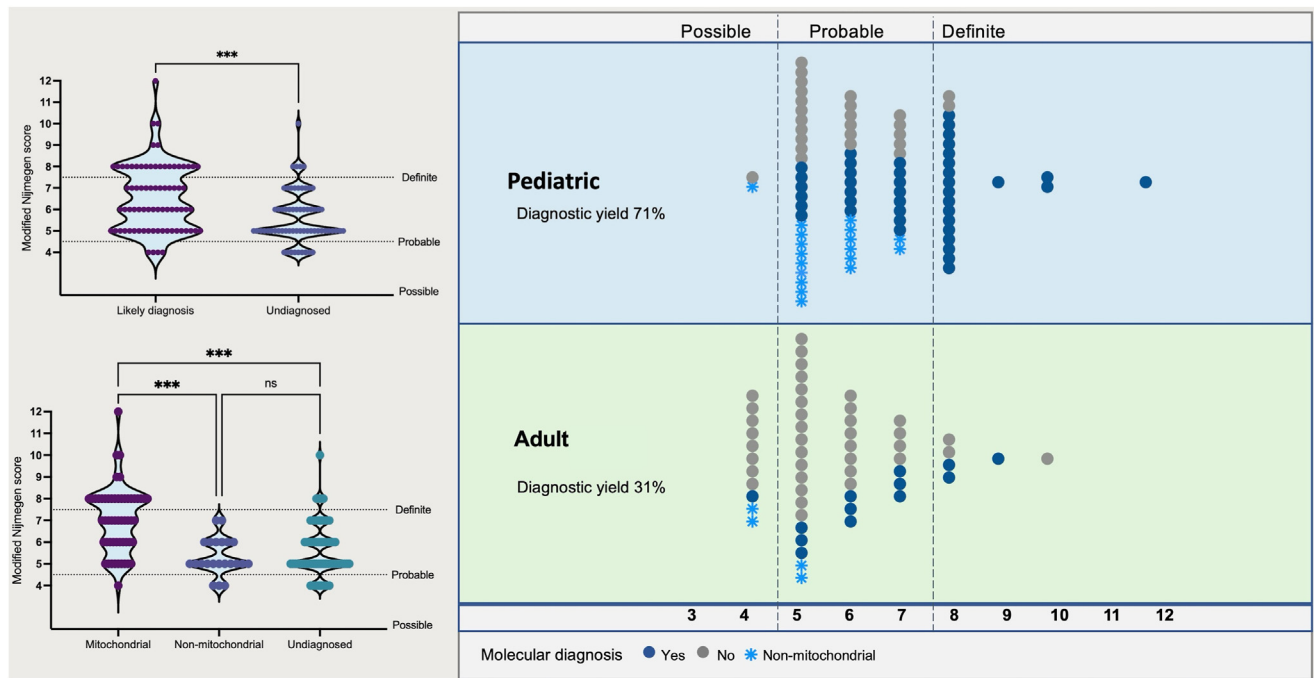 ***
12
11
10
9
8
7
6
5
4
Modified Nijmegen score
Definite
Probable
Possible
Likely diagnosis
Undiagnosed
***
***
ns
12
11
10
9
8
7
6
5
4
Modified Nijmegen score
Definite
Probable
Possible
Mitochondrial
Non-mitochondrial
Undiagnosed
Possible
Probable
Definite
Pediatric
Diagnostic yield 71%
Adult
Diagnostic yield 31%
3 4 5 6 7 8 9 10 11 12
Molecular diagnosis Yes No Non-mitochondrial